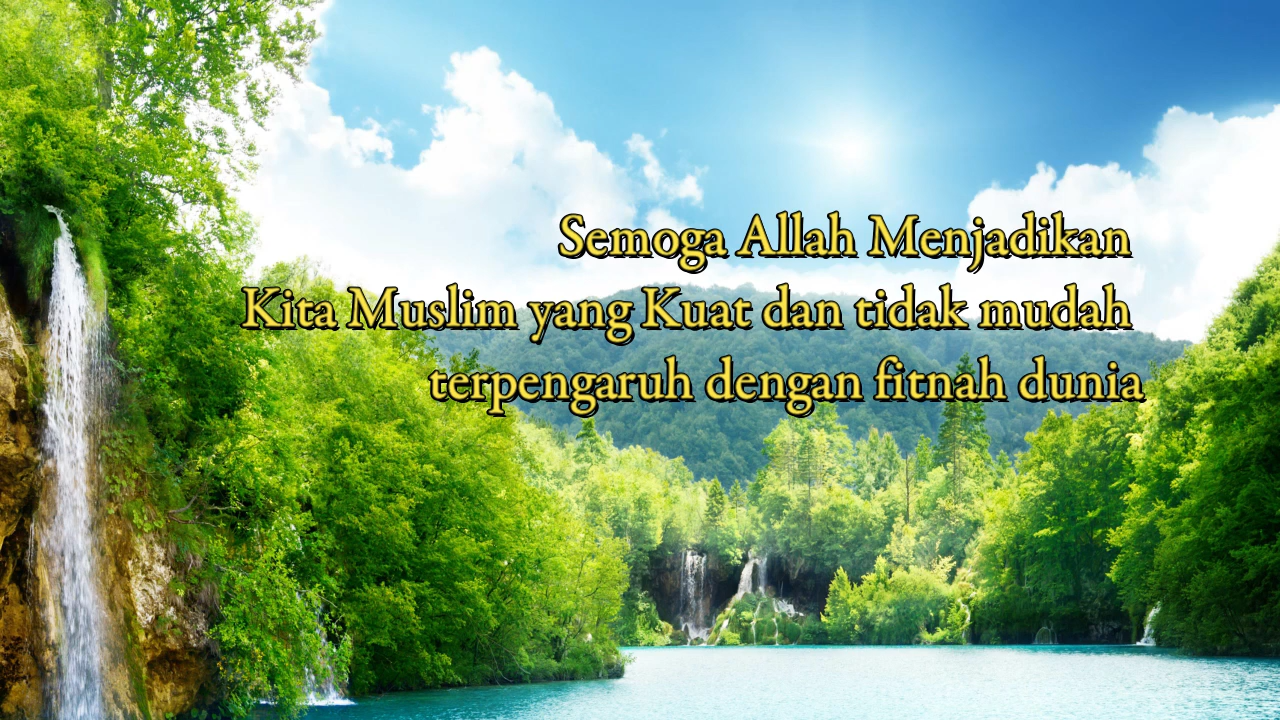 Semoga Allah Menjadikan
Kita Muslim yang Kuat dan tidak mudah
terpengaruh dengan fitnah dunia